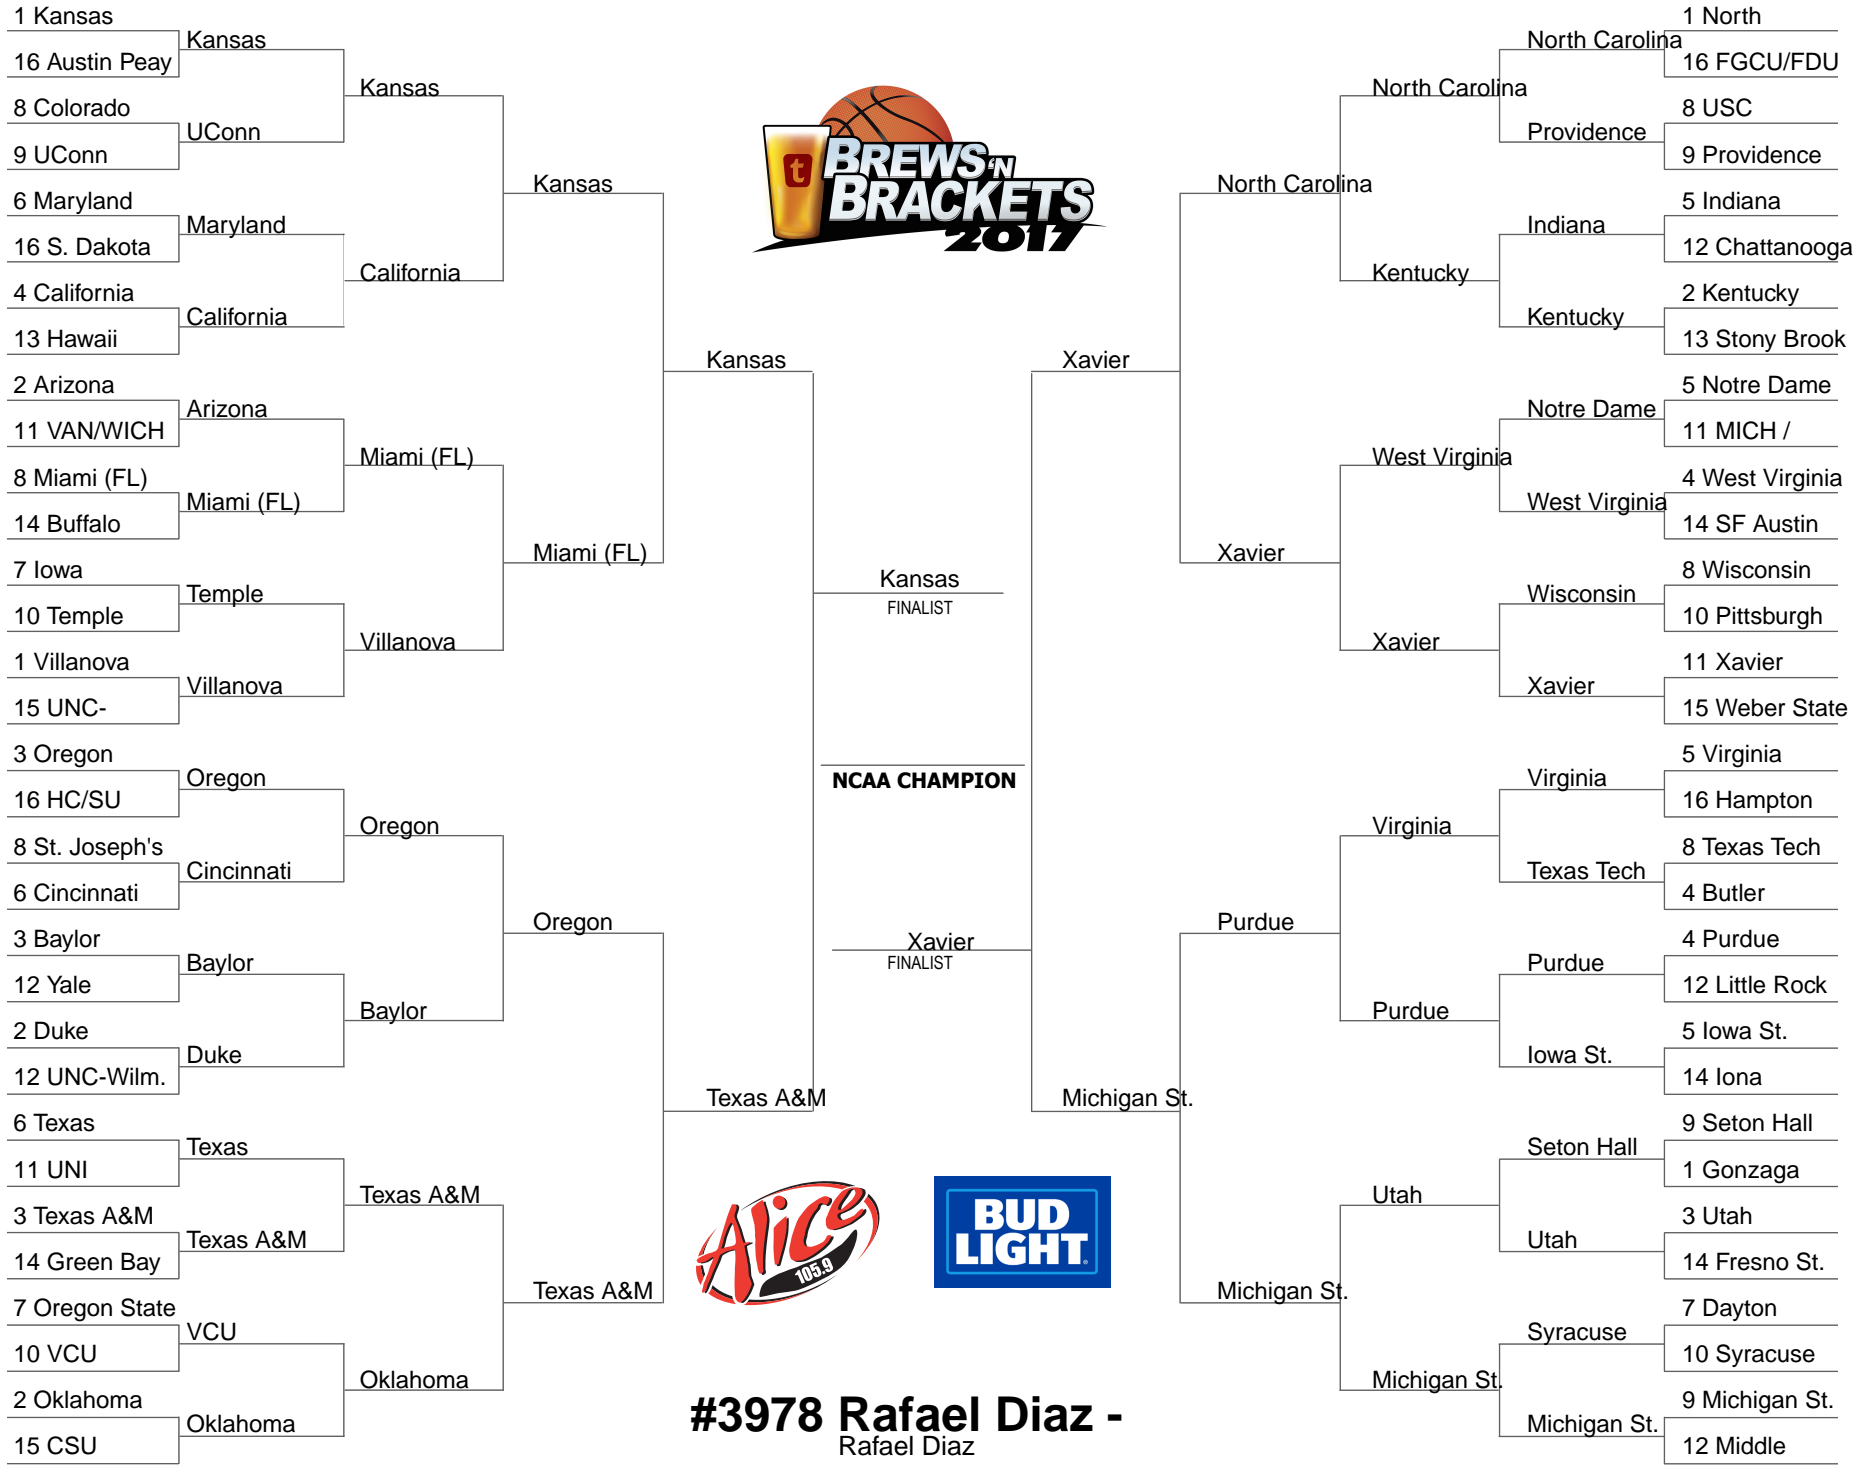 1 Kansas
16 Austin Peay
8 Colorado
9 UConn
6 Maryland
16 S. Dakota
4 California
13 Hawaii
2 Arizona
11 VAN/WICH
8 Miami (FL)
14 Buffalo
7 Iowa
10 Temple
1 Villanova
15 UNC-
3 Oregon
16 HC/SU
8 St. Joseph's
6 Cincinnati
3 Baylor
12 Yale
2 Duke
12 UNC-Wilm.
6 Texas
11 UNI
3 Texas A&M
14 Green Bay
7 Oregon State
10 VCU
2 Oklahoma
15 CSU
Kansas
UConn
Maryland
California
Arizona
Miami (FL)
Temple
Villanova
Oregon
Cincinnati
Baylor
Duke
Texas
Texas A&M
VCU
Oklahoma
Kansas
California
Miami (FL)
Villanova
Oregon
Baylor
Texas A&M
Oklahoma
Kansas
Miami (FL)
Oregon
Texas A&M
Kansas
Texas A&M
t
BREWS 'N
BRACKETS
2017
Kansas
FINALIST
NCAA CHAMPION
Xavier
FINALIST
Alice
105.9
BUD
LIGHT
#3978 Rafael Diaz -
Rafael Diaz
Xavier
Michigan St.
North Carolina
Xavier
Purdue
Michigan St.
North Carolina
Kentucky
West Virginia
Xavier
Virginia
Purdue
Utah
Michigan St.
North Carolina
Providence
Indiana
Kentucky
Notre Dame
West Virginia
Wisconsin
Xavier
Virginia
Texas Tech
Purdue
Iowa St.
Seton Hall
Utah
Syracuse
Michigan St.
1 North
16 FGCU/FDU
8 USC
9 Providence
5 Indiana
12 Chattanooga
2 Kentucky
13 Stony Brook
5 Notre Dame
11 MICH /
4 West Virginia
14 SF Austin
8 Wisconsin
10 Pittsburgh
11 Xavier
15 Weber State
5 Virginia
16 Hampton
8 Texas Tech
4 Butler
4 Purdue
12 Little Rock
5 Iowa St.
14 Iona
9 Seton Hall
1 Gonzaga
3 Utah
14 Fresno St.
7 Dayton
10 Syracuse
9 Michigan St.
12 Middle